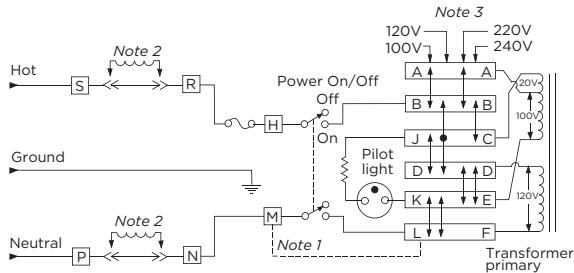 Note 3
120V 220V
100V 240V
Note 2
Hot
S R
Power On/Off
Off
H
On
A A
B B
J C
D D
K E
L F
20V
100V
120V
Pilot
light
Ground
Note 2
M
Note 1
Neutral
P N
Transformer
primary